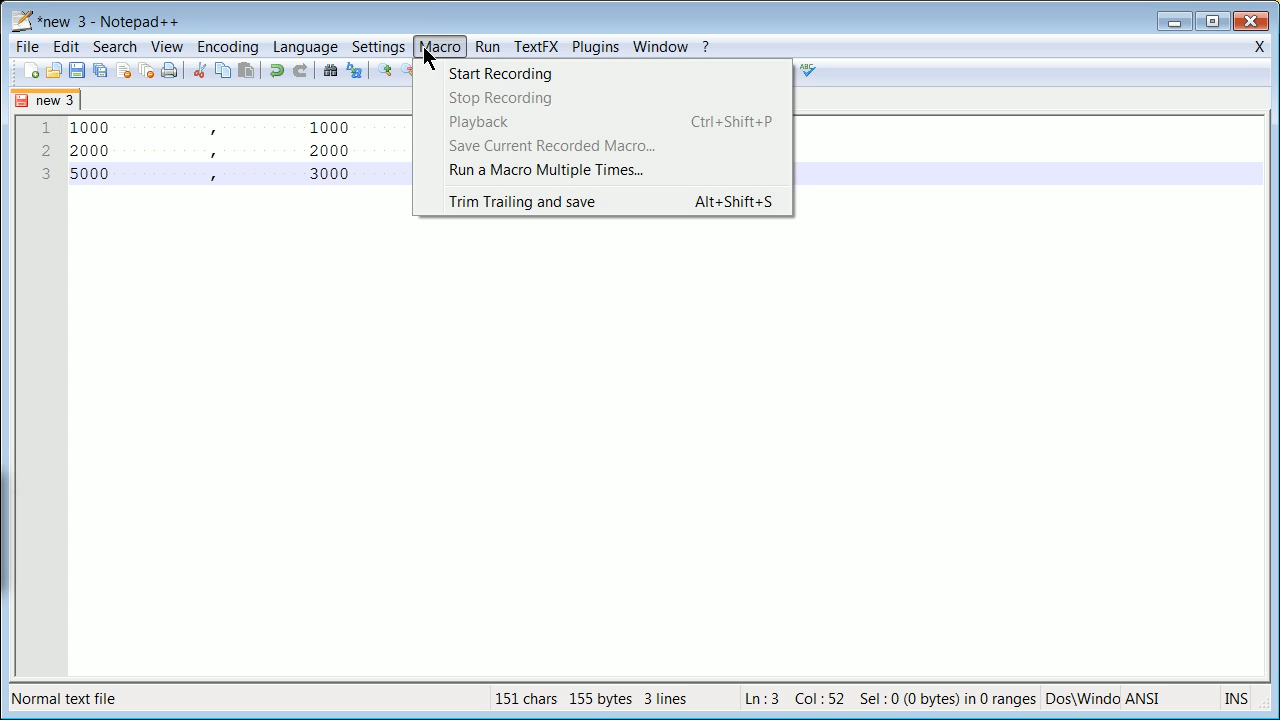 *new  3 - Notepad++
File Edit Search View Encoding Language Settings Macro Run TextFX Plugins Window ? X
ABC
new 3
Start Recording
Stop Recording
Playback Ctrl+Shift+P
Save Current Recorded Macro...
Run a Macro Multiple Times...
Trim Trailing and save Alt+Shift+S
1 1000 , 1000
2 2000 , 2000
3 5000 , 3000
Normal text file 151 chars 155 bytes 3 lines Ln : 3 Col : 52 Sel : 0 (0 bytes) in 0 ranges Dos\Windo ANSI INS